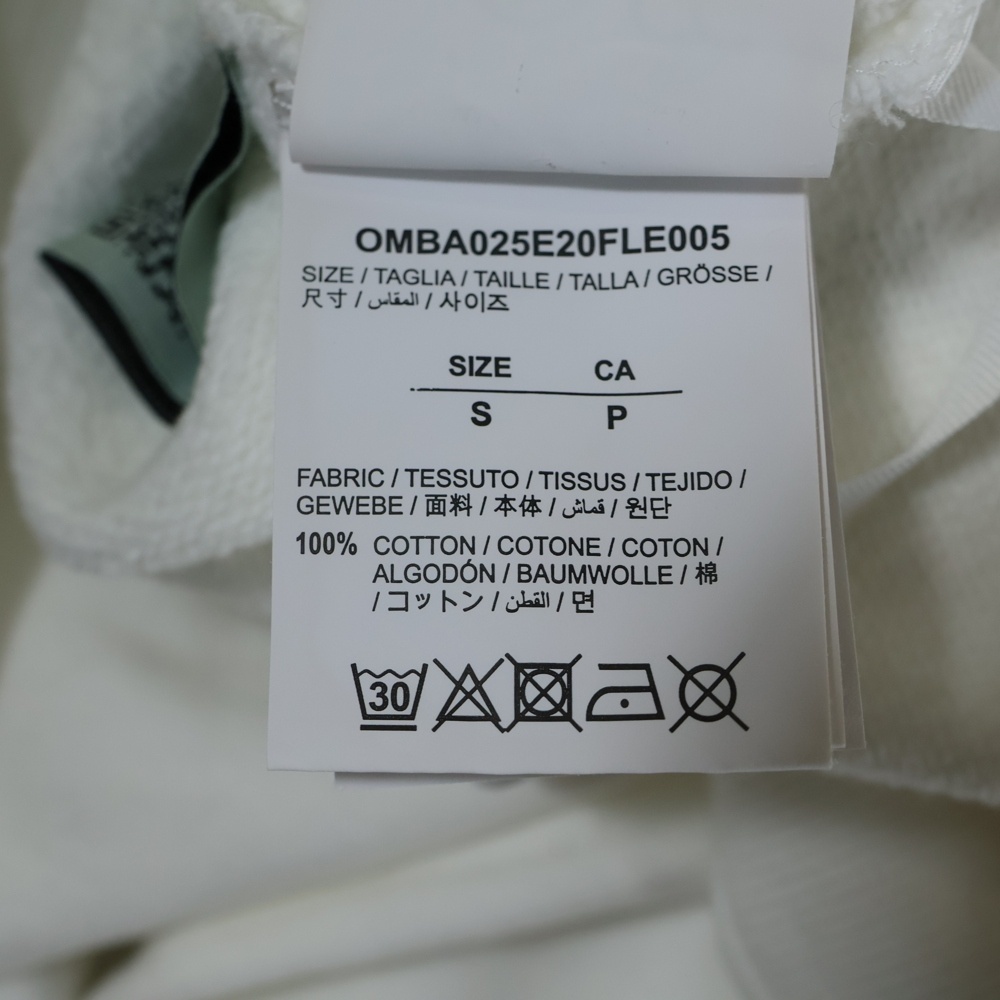 OMBA025E20FLE005
SIZE / TAGLIA / TAILLE / TALLA / GRÖSSE /
尺寸 / المقاس / 사이즈
SIZE CA
S P
FABRIC / TESSUTO / TISSUS / TEJIDO /
GEWEBE / 面料 / 本体 / قماش / 원단
100% COTTON / COTONE / COTON /
ALGODÓN / BAUMWOLLE / 棉
/ コットン / القطن / 면
30